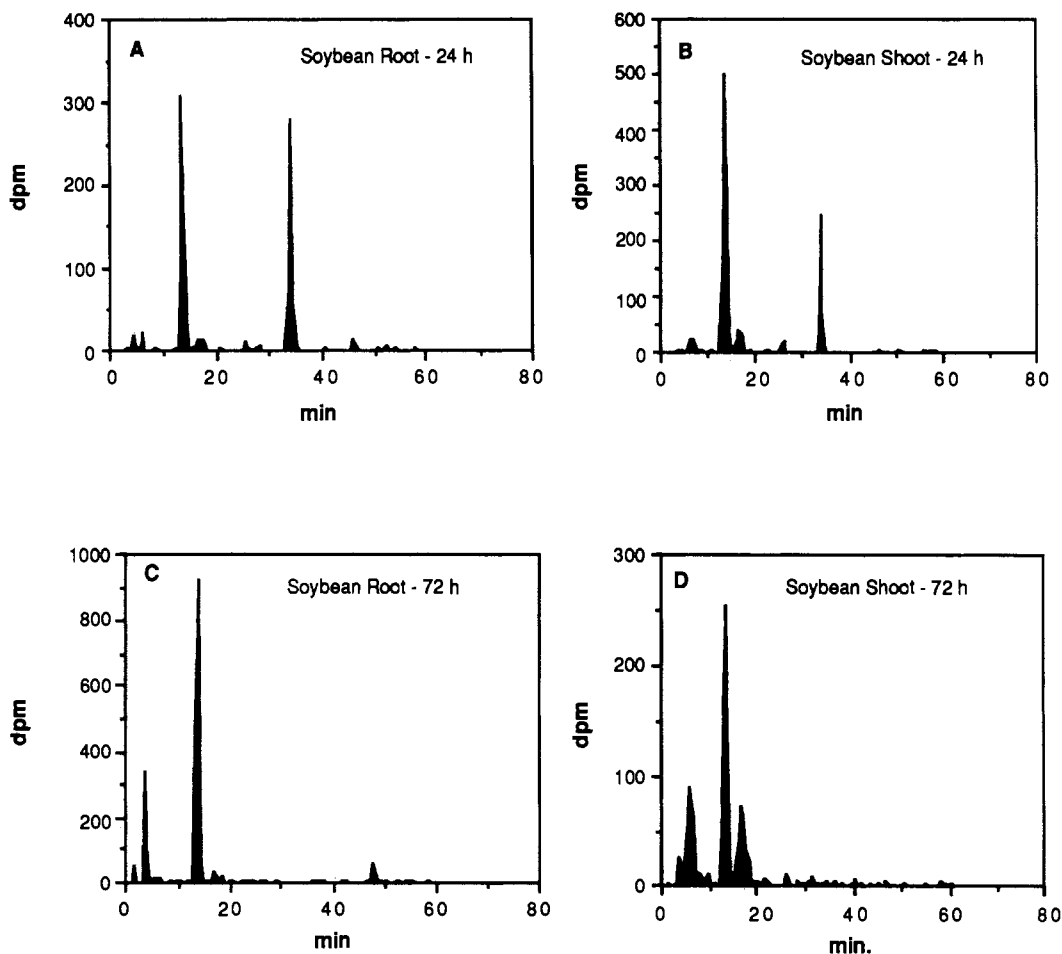 A
Soybean Root - 24 h
400
300
200
100
0
dpm
0 20 40 60 80
min
B
Soybean Shoot - 24 h
600
500
400
300
200
100
0
dpm
0 20 40 60 80
min
C
Soybean Root - 72 h
1000
800
600
400
200
0
dpm
0 20 40 60 80
min
D
Soybean Shoot - 72 h
300
200
100
0
dpm
0 20 40 60 80
min.